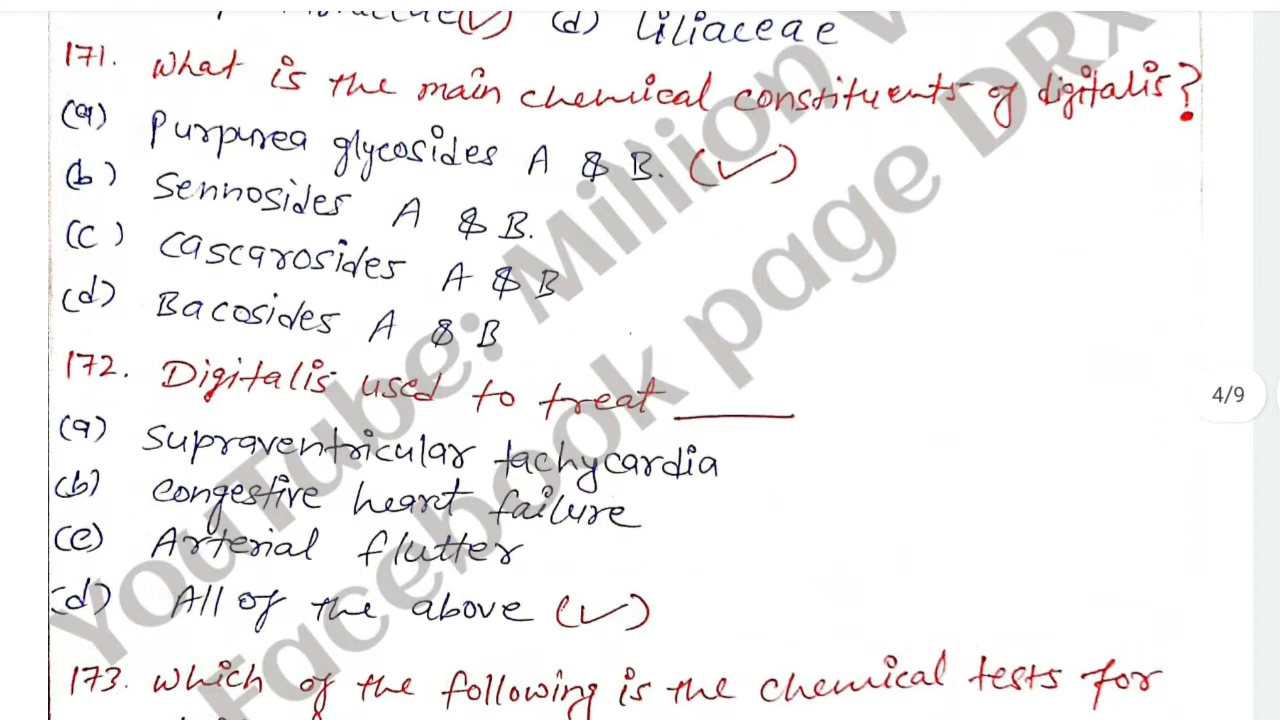 (d) Liliaceae
171. What is the main chemical constituents of digitalis?
(a) Purpurea glycosides A & B. (✓)
(b) Sennosides A & B.
(c) Cascarosides A & B
(d) Bacosides A & B
172. Digitalis used to treat ______
(a) Supraventricular tachycardia
(b) Congestive heart failure
(c) Arterial flutter
(d) All of the above (✓)
173. Which of the following is the chemical tests for
4/9
YouTube: Million
Facebook page DRx